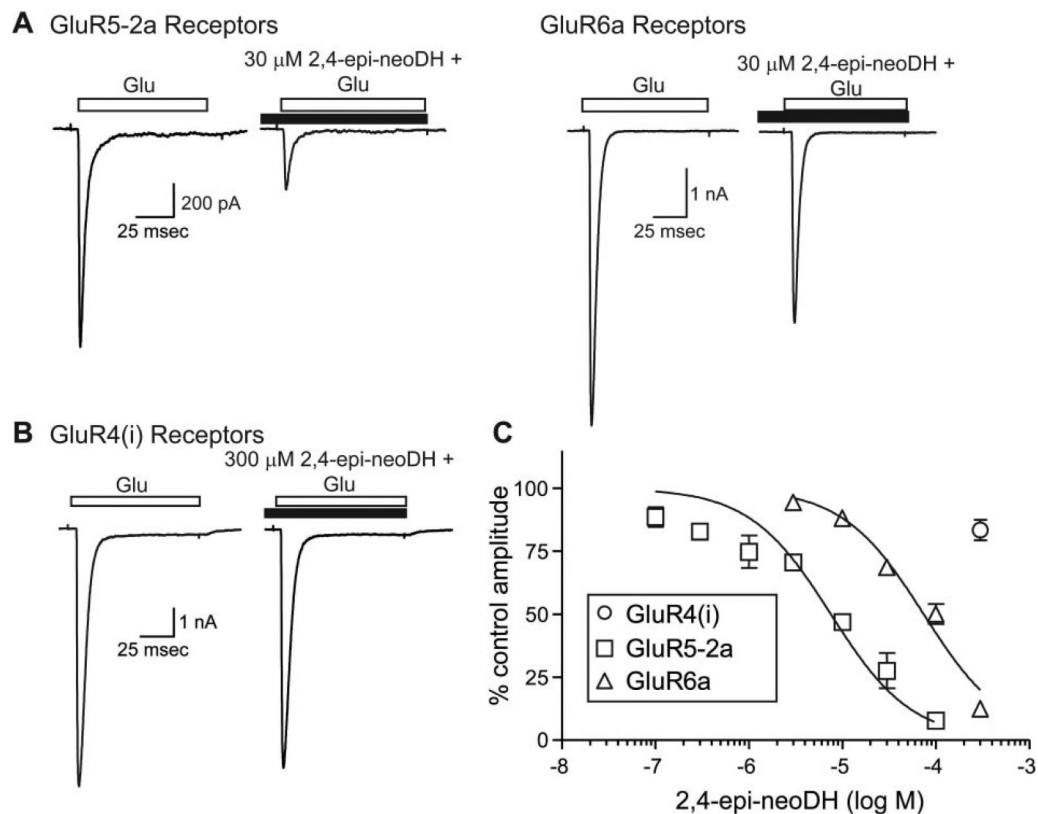 A GluR5-2a Receptors
Glu
30 μM 2,4-epi-neoDH +
Glu
200 pA
25 msec
GluR6a Receptors
Glu
30 μM 2,4-epi-neoDH +
Glu
1 nA
25 msec
B GluR4(i) Receptors
Glu
300 μM 2,4-epi-neoDH +
Glu
1 nA
25 msec
C
% control amplitude
100
75
50
25
0
GluR4(i)
GluR5-2a
GluR6a
-8 -7 -6 -5 -4 -3
2,4-epi-neoDH (log M)